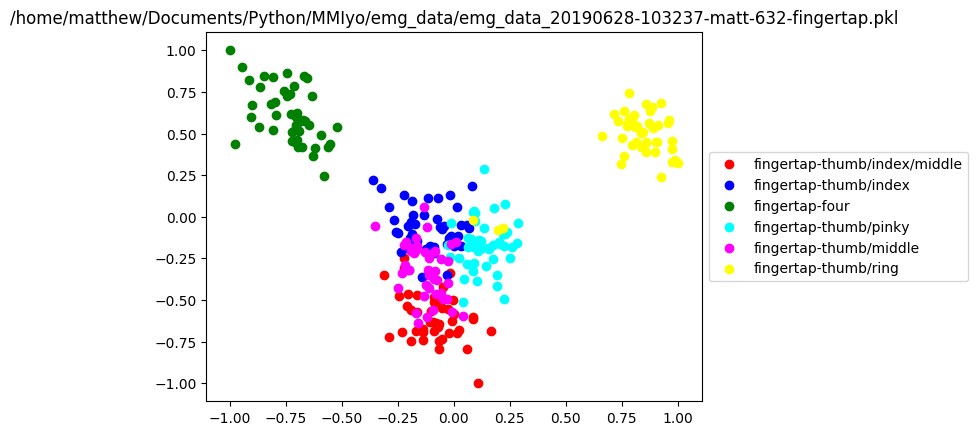 /home/matthew/Documents/Python/MMIyo/emg_data/emg_data_20190628-103237-matt-632-fingertap.pkl
1.00
0.75
0.50
0.25
0.00
−0.25
−0.50
−0.75
−1.00
−1.00 −0.75 −0.50 −0.25 0.00 0.25 0.50 0.75 1.00
fingertap-thumb/index/middle
fingertap-thumb/index
fingertap-four
fingertap-thumb/pinky
fingertap-thumb/middle
fingertap-thumb/ring